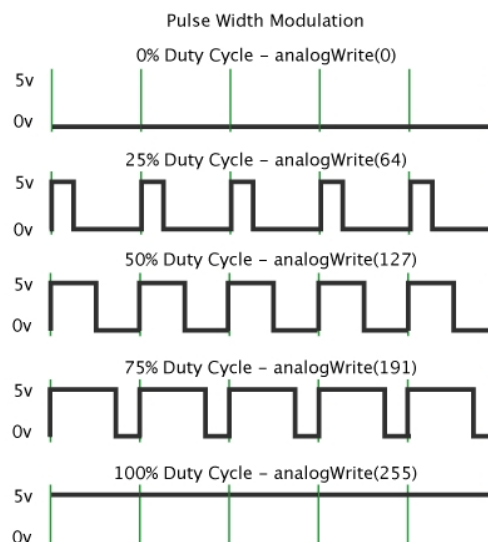 Pulse Width Modulation
0% Duty Cycle – analogWrite(0)
5v
0v
25% Duty Cycle – analogWrite(64)
5v
0v
50% Duty Cycle – analogWrite(127)
5v
0v
75% Duty Cycle – analogWrite(191)
5v
0v
100% Duty Cycle – analogWrite(255)
5v
0v